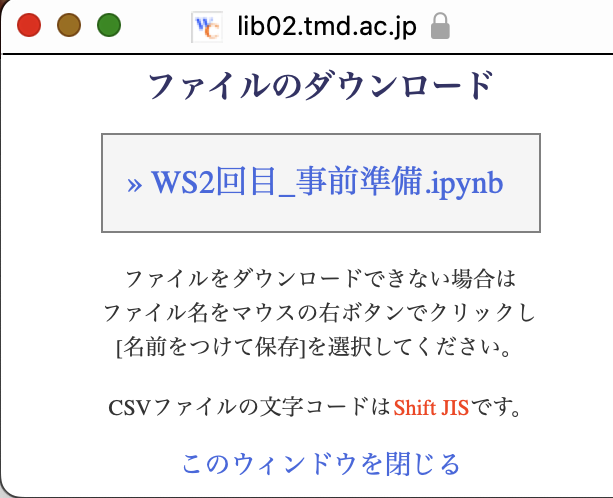 lib02.tmd.ac.jp
ファイルのダウンロード
» WS2回目_事前準備.ipynb
ファイルをダウンロードできない場合は
ファイル名をマウスの右ボタンでクリックし
[名前をつけて保存]を選択してください。
CSVファイルの文字コードはShift JISです。
このウィンドウを閉じる